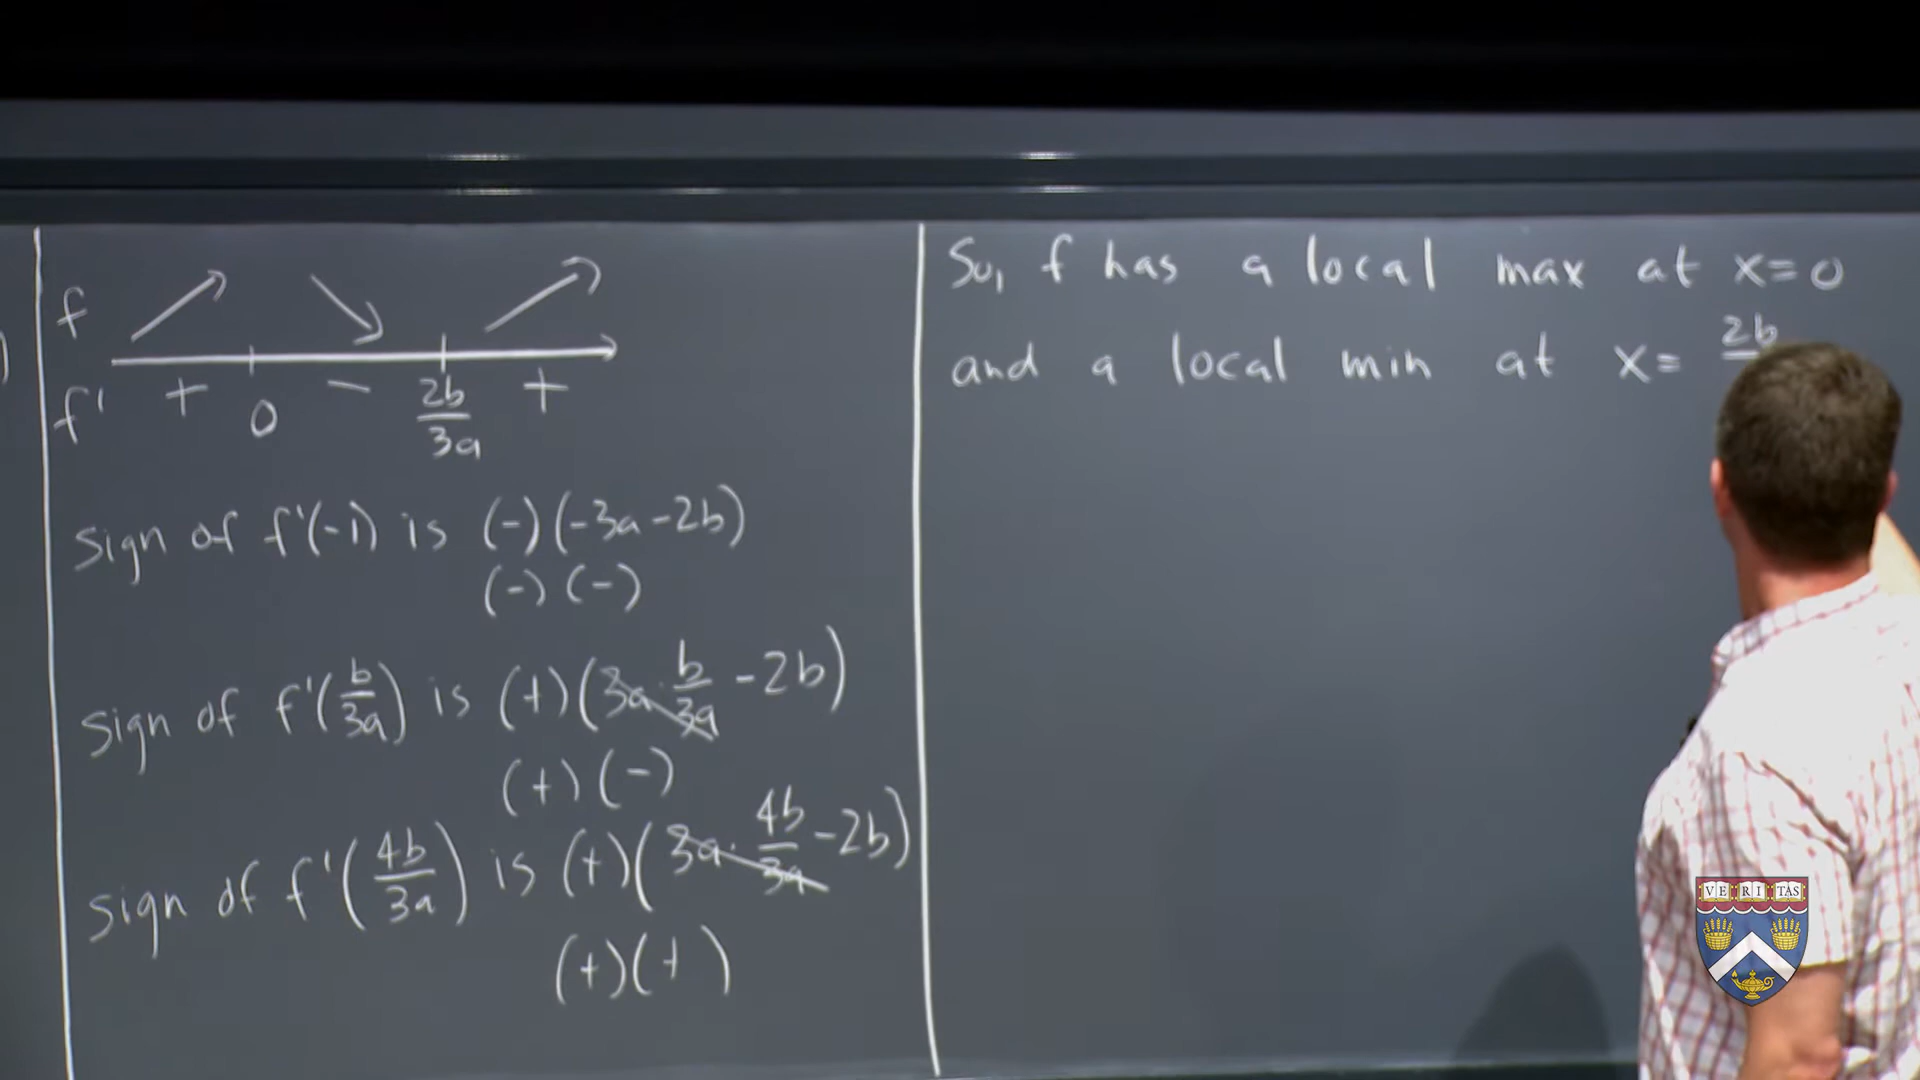 f
f'
+ 0 − 2b/3a +
sign of f'(-1) is (-)(-3a-2b)
(-)(-)
sign of f'(b/3a) is (+)(3a·b/3a -2b)
(+)(-)
sign of f'(4b/3a) is (+)(3a·4b/3a -2b)
(+)(+)
So, f has a local max at x=0
and a local min at x= 2b
VE RI TAS